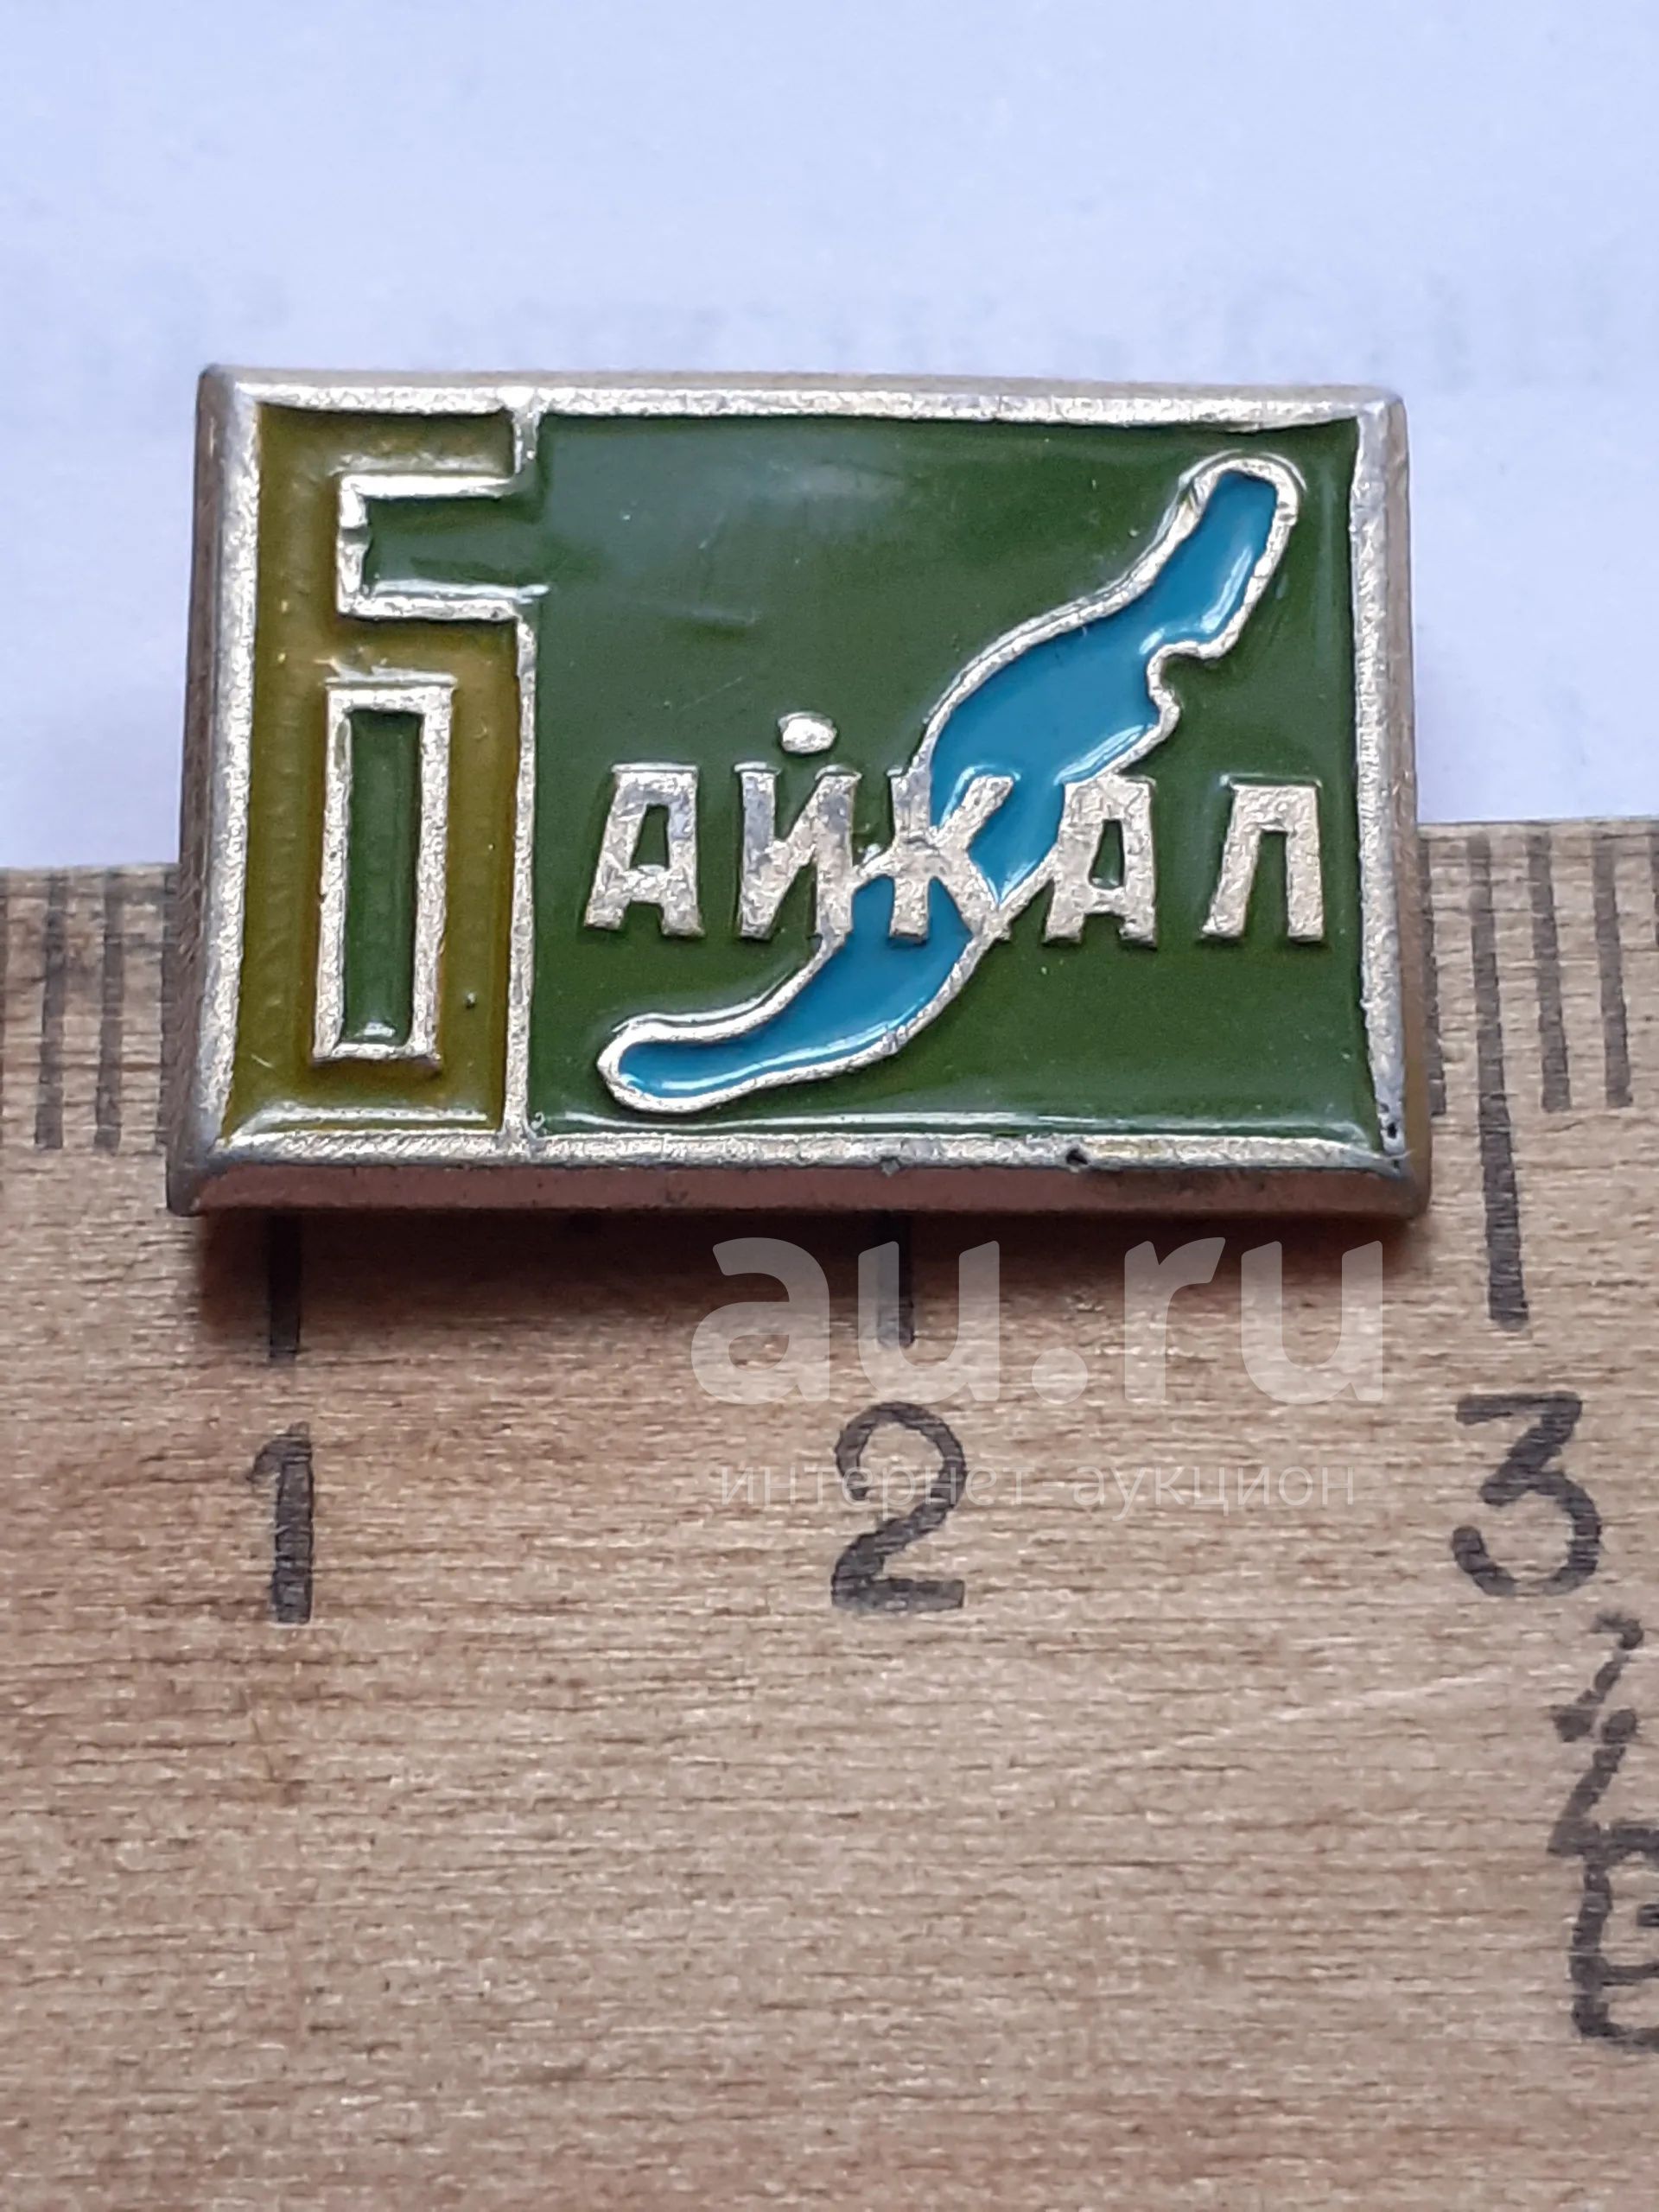 БАЙКАЛ
au.ru
интернет-аукцион
1 2 3